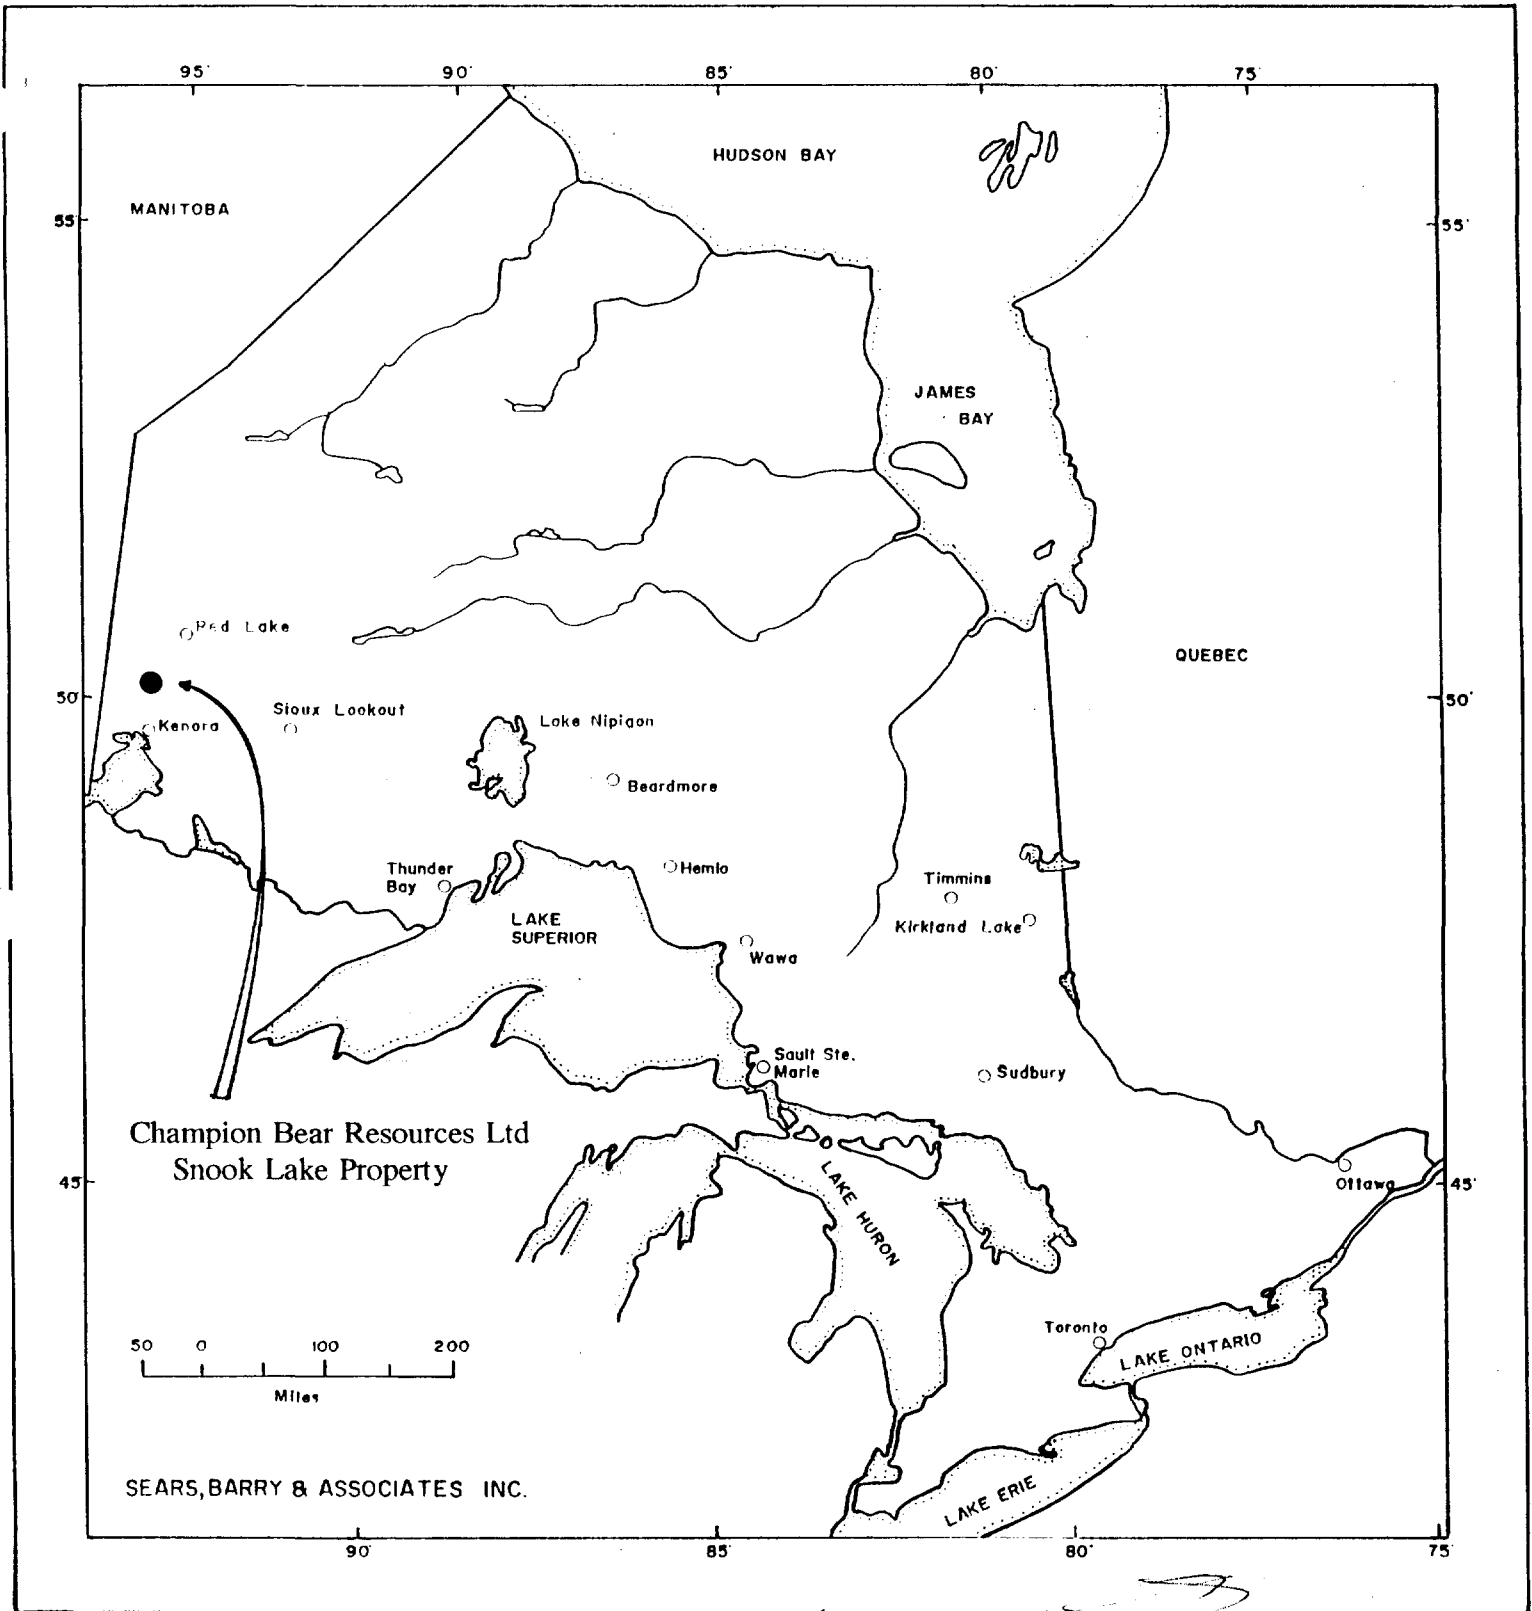 95° 90° 85° 80° 75°
HUDSON BAY
MANITOBA
55° 55°
JAMES
BAY
Red Lake
QUEBEC
50° 50°
Sioux Lookout
Lake Nipigon
Kenora
Beardmore
Thunder
Bay
Hemlo
Timmins
LAKE
SUPERIOR
Kirkland Lake
Wawa
Sault Ste.
Marie
Sudbury
Champion Bear Resources Ltd
Snook Lake Property
45° 45°
Ottawa
LAKE HURON
Toronto
LAKE ONTARIO
50 0 100 200
Miles
SEARS, BARRY & ASSOCIATES INC.
LAKE ERIE
90° 85° 80° 75°